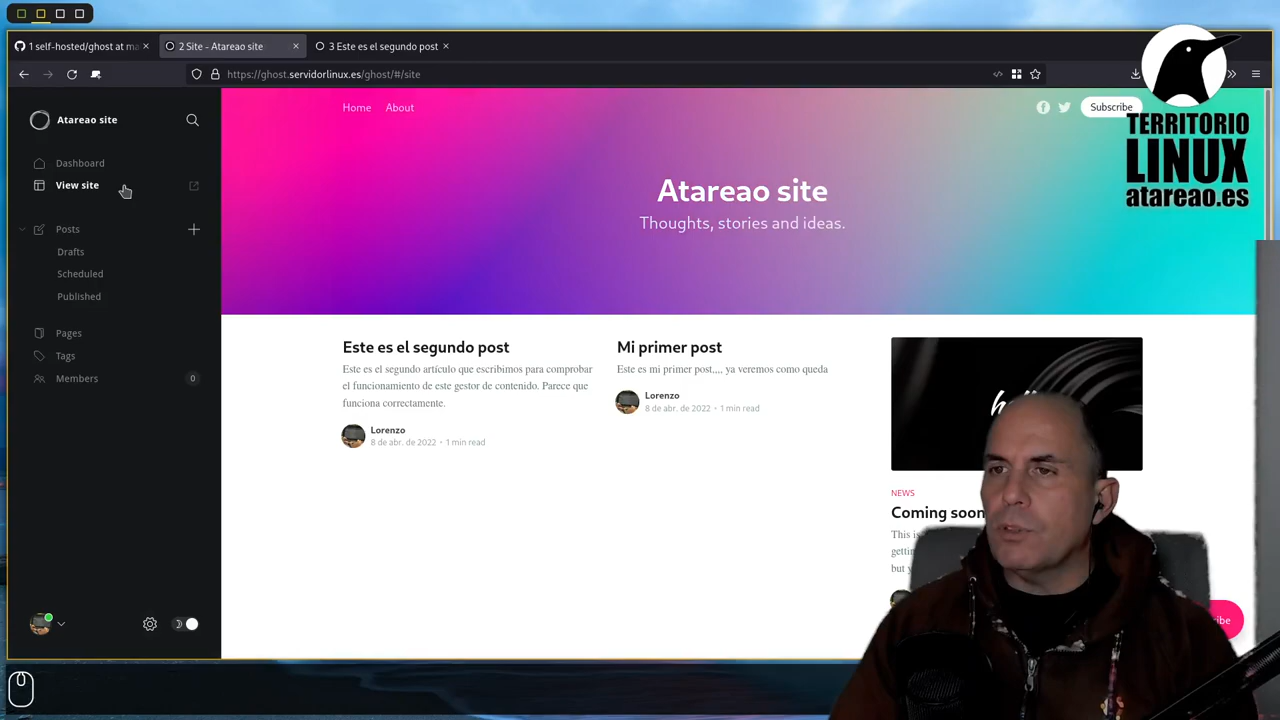 1 self-hosted/ghost at ma
2 Site - Atareao site
3 Este es el segundo post
https://ghost.servidorlinux.es/ghost/#/site
Atareao site
Dashboard
View site
Posts
Drafts
Scheduled
Published
Pages
Tags
Members
0
Home
About
Subscribe
TERRITORIO
LINUX
atareao.es
Atareao site
Thoughts, stories and ideas.
Este es el segundo post
Este es el segundo artículo que escribimos para comprobar
el funcionamiento de este gestor de contenido. Parece que
funciona correctamente.
Lorenzo
8 de abr. de 2022 • 1 min read
Mi primer post
Este es mi primer post,... ya veremos como queda
Lorenzo
8 de abr. de 2022 • 1 min read
NEWS
Coming soon
This is
but